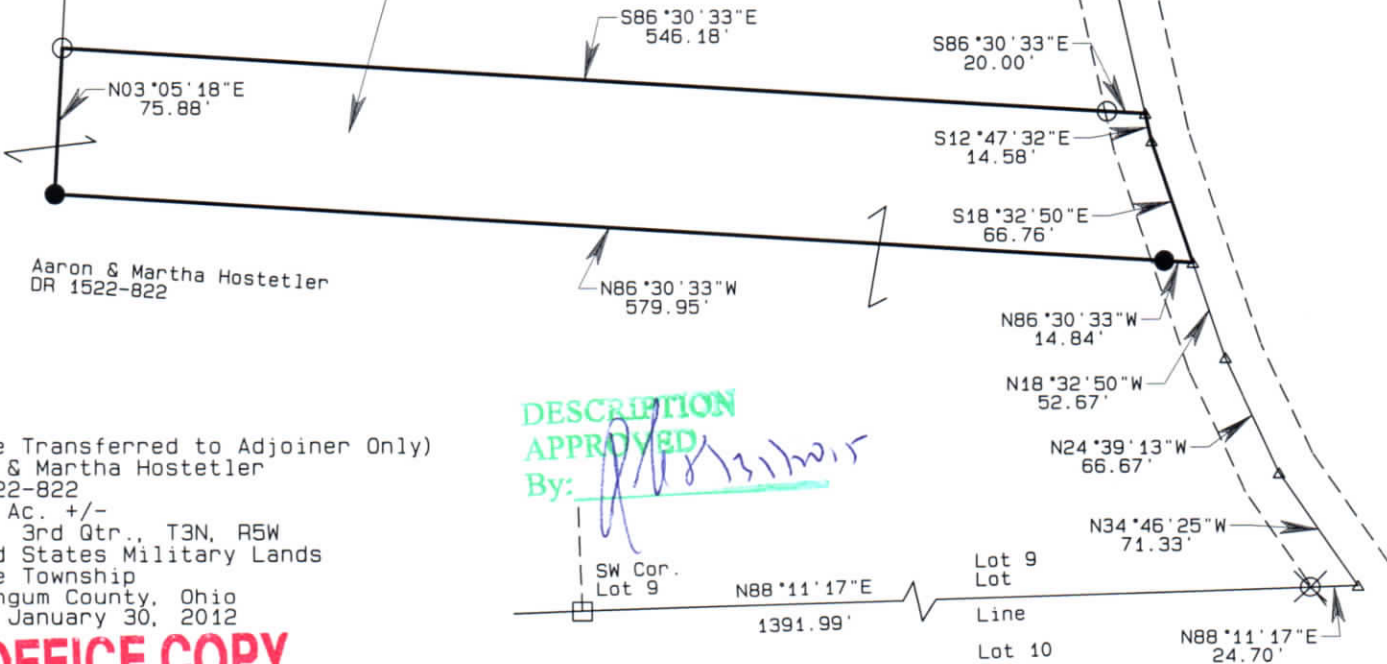 S86°30'33"E
546.18'
S86°30'33"E
20.00'
N03°05'18"E
75.88'
S12°47'32"E
14.58'
S18°32'50"E
66.76'
Aaron & Martha Hostetler
DR 1522-822
N86°30'33"W
579.95'
N86°30'33"W
14.84'
N18°32'50"W
52.67'
N24°39'13"W
66.67'
N34°46'25"W
71.33'
DESCRIPTION
APPROVED
By:
e Transferred to Adjoiner Only)
& Martha Hostetler
22-822
Ac. +/-
3rd Qtr., T3N, R5W
d States Military Lands
e Township
ngum County, Ohio
January 30, 2012
OFFICE COPY
SW Cor.
Lot 9
N88°11'17"E
1391.99'
Lot 9
Lot
Line
Lot 10
N88°11'17"E
24.70'